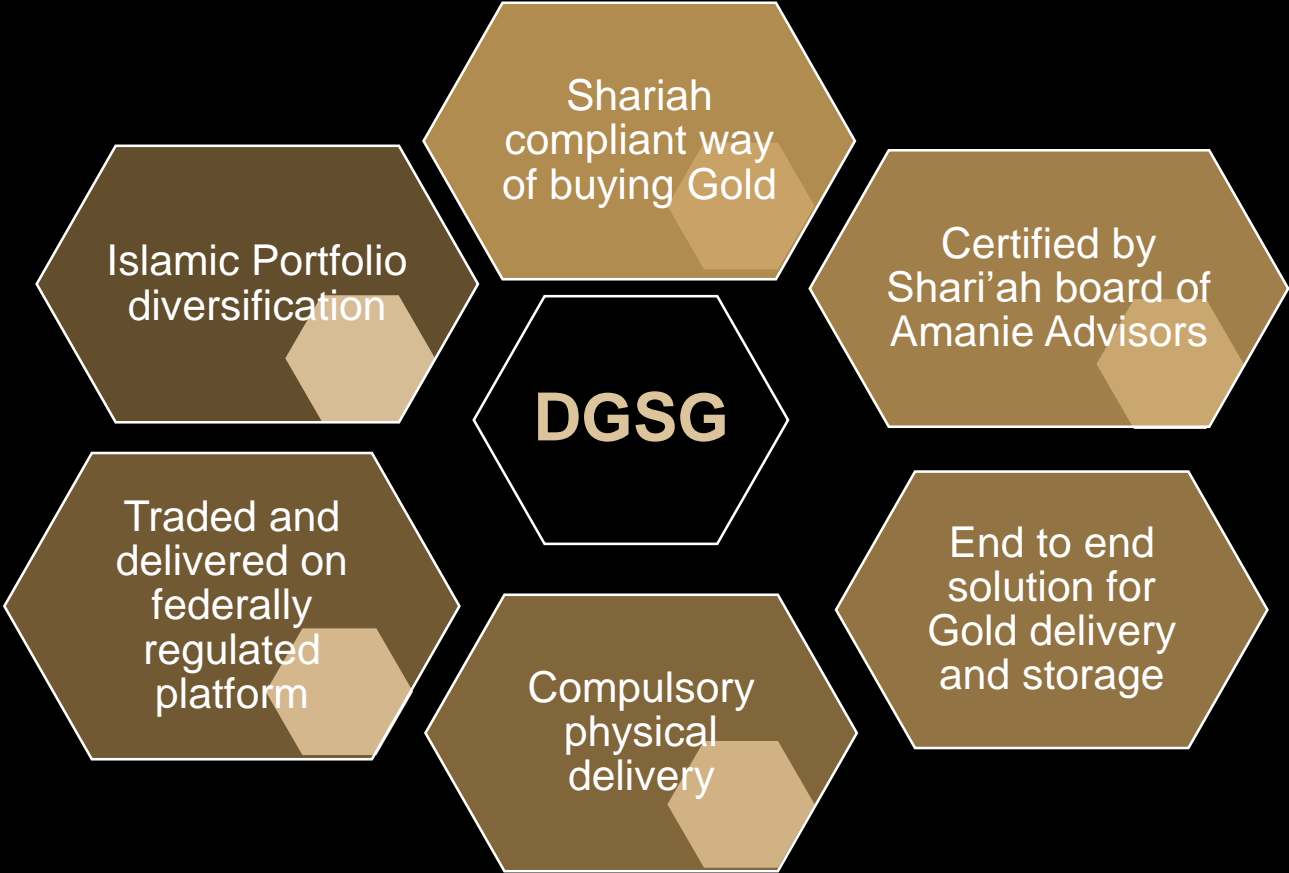 Shariah
compliant way
of buying Gold
Certified by
Shari’ah board of
Amanie Advisors
End to end
solution for
Gold delivery
and storage
Compulsory
physical
delivery
Traded and
delivered on
federally
regulated
platform
Islamic Portfolio
diversification
DGSG